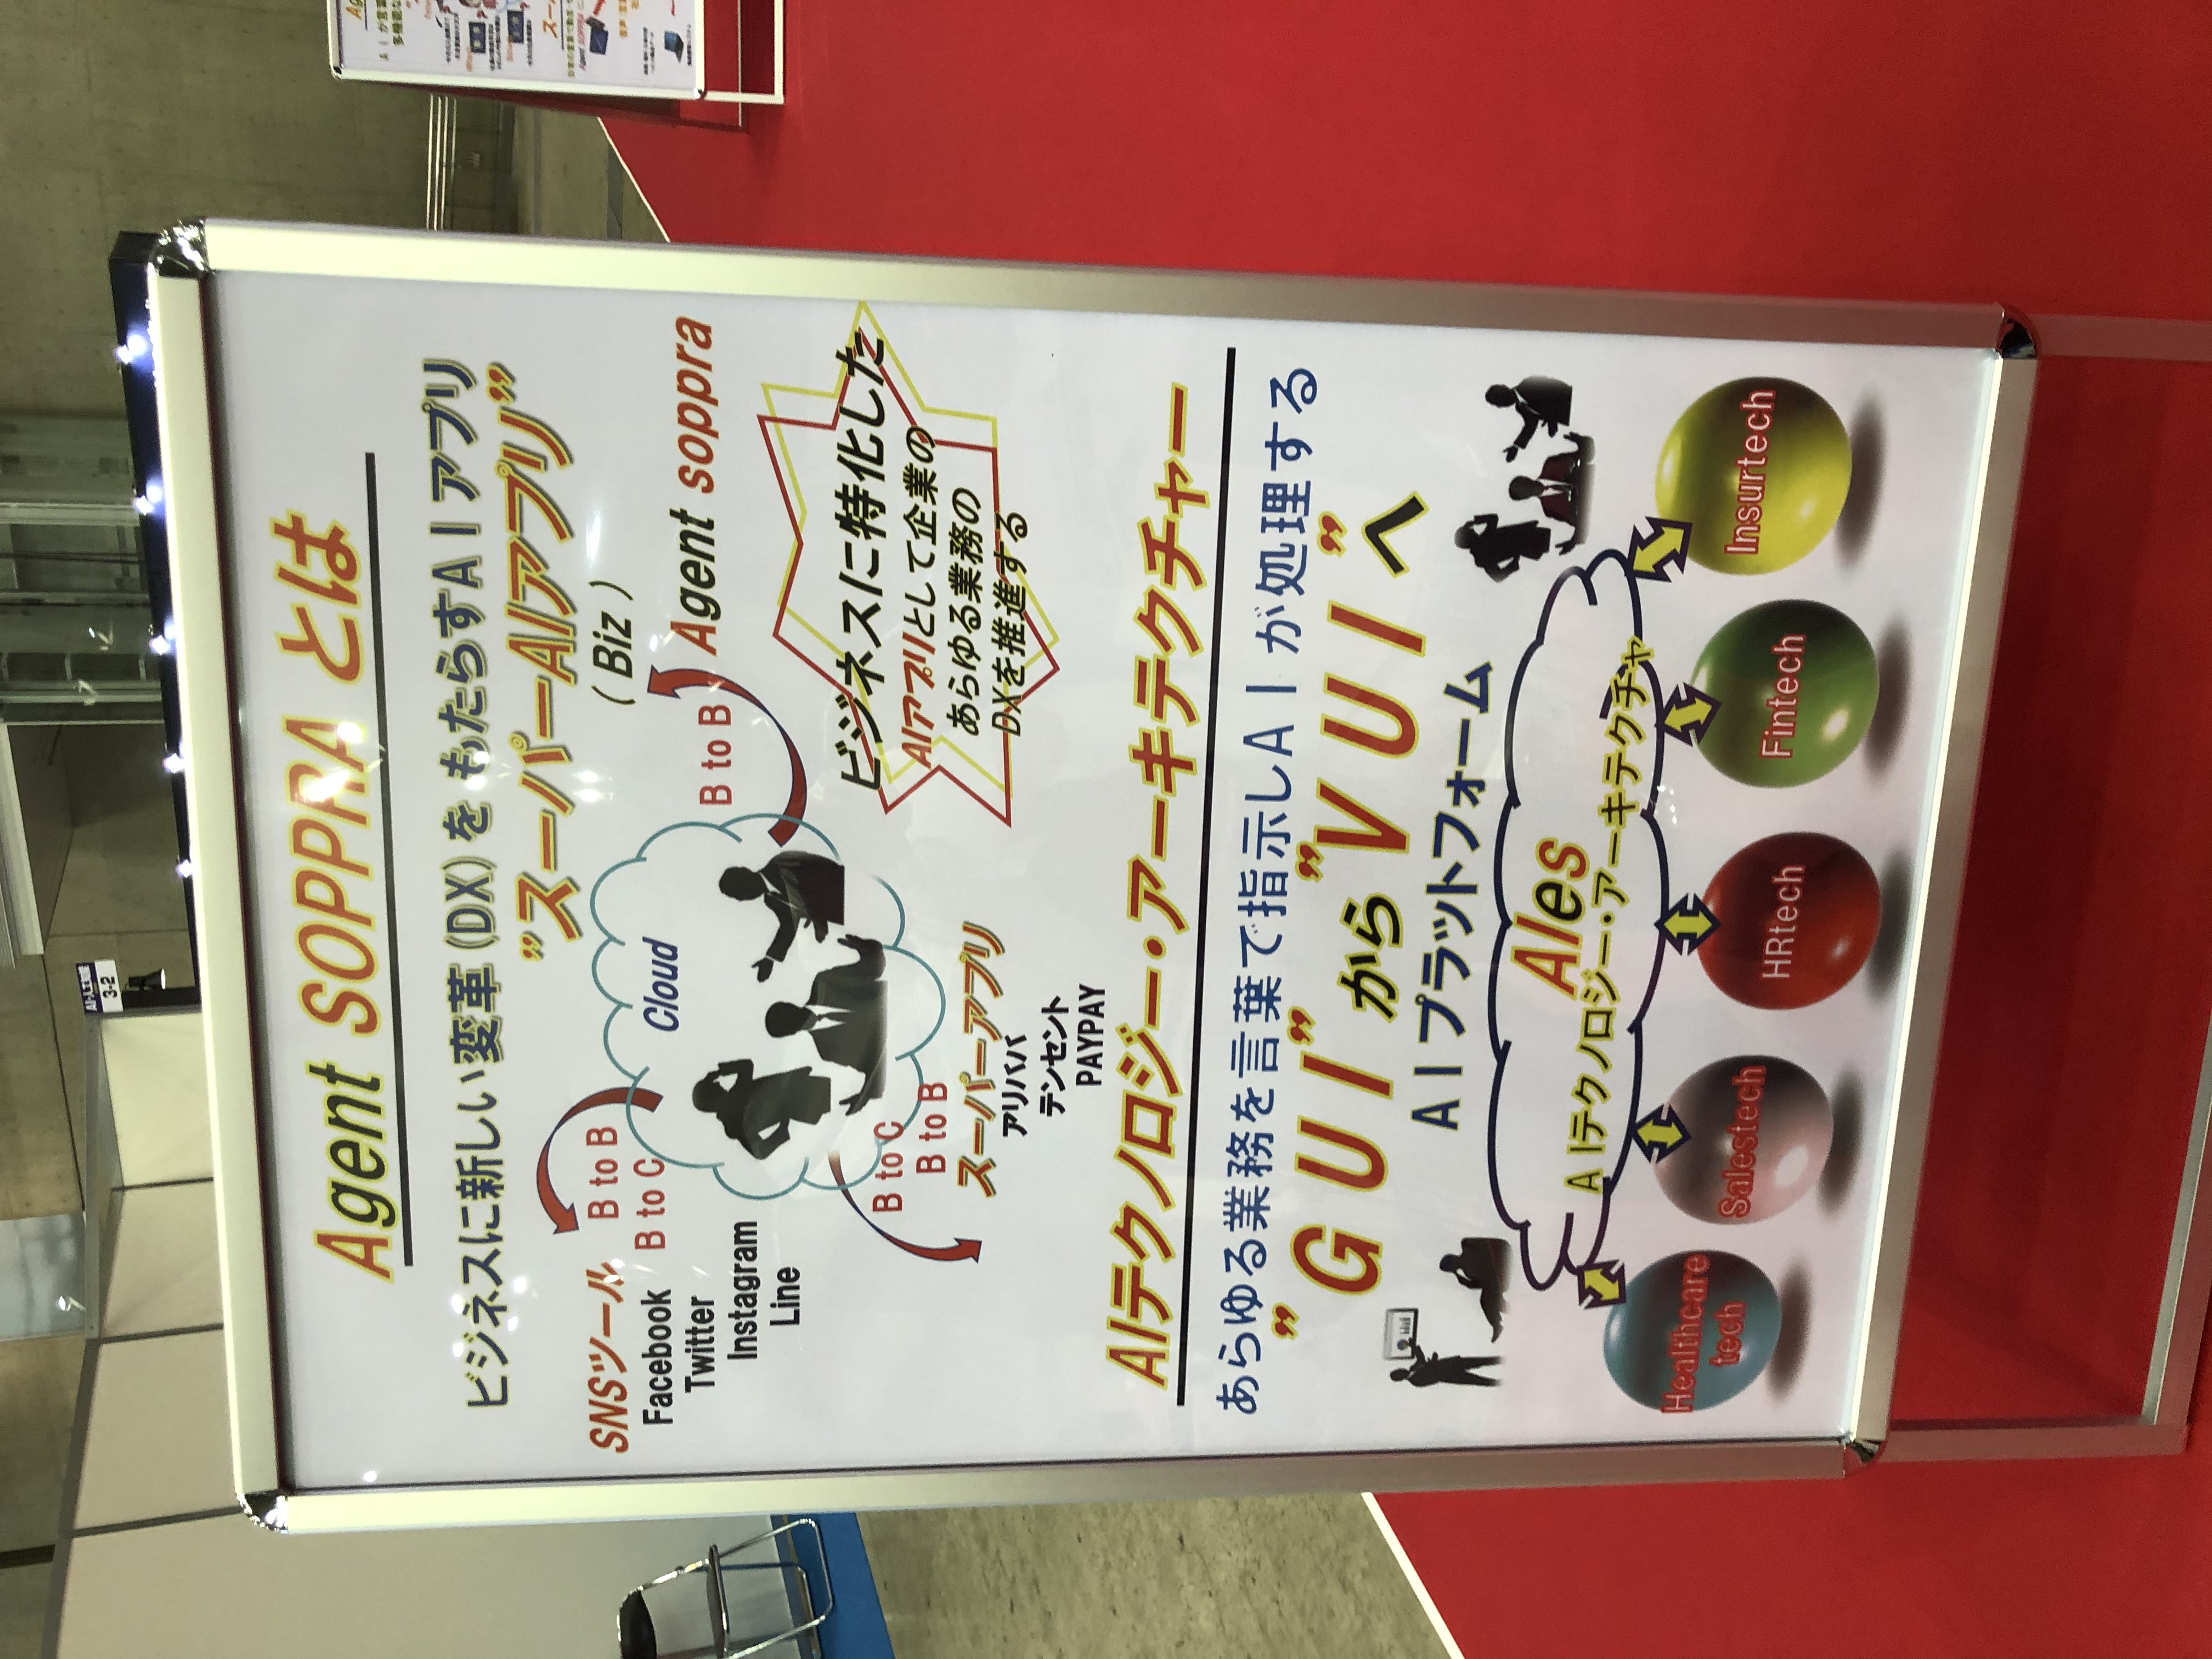 AI・人工知能
3-2
Agent SOPPRA とは
ビジネスに新しい変革(DX)を もたらすAIアプリ
”スーパーAIアプリ”
( Biz )
SNSツール
Facebook
Twitter
Instagram
Line
B to B
B to C
Cloud
B to B
Agent soppra
B to C
B to B
スーパーアプリ
アリババ
テンセント
PAYPAY
ビジネスに特化した
AIアプリとして企業の
あらゆる業務の
DXを推進する
AIテクノロジー・アーキテクチャー
あらゆる業務を言葉で指示しAIが処理する
”GUI”から”VUI”へ
AIプラットフォーム
AIes
AIテクノロジー・アーキテクチャ
Healthcare
tech
Salestech
HRtech
Fintech
Insurtech